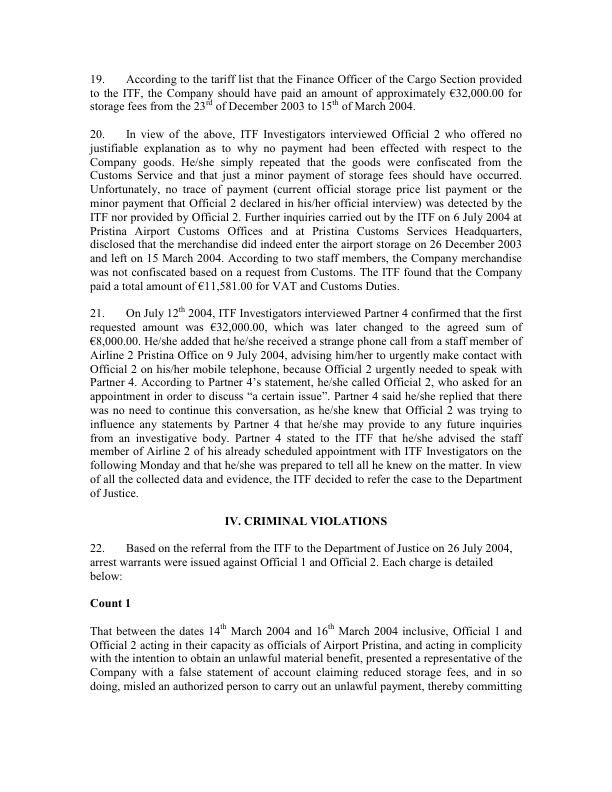 19. According to the tariff list that the Finance Officer of the Cargo Section provided
to the ITF, the Company should have paid an amount of approximately €32,000.00 for
storage fees from the 23rd of December 2003 to 15th of March 2004.
20. In view of the above, ITF Investigators interviewed Official 2 who offered no
justifiable explanation as to why no payment had been effected with respect to the
Company goods. He/she simply repeated that the goods were confiscated from the
Customs Service and that just a minor payment of storage fees should have occurred.
Unfortunately, no trace of payment (current official storage price list payment or the
minor payment that Official 2 declared in his/her official interview) was detected by the
ITF nor provided by Official 2. Further inquiries carried out by the ITF on 6 July 2004 at
Pristina Airport Customs Offices and at Pristina Customs Services Headquarters,
disclosed that the merchandise did indeed enter the airport storage on 26 December 2003
and left on 15 March 2004. According to two staff members, the Company merchandise
was not confiscated based on a request from Customs. The ITF found that the Company
paid a total amount of €11,581.00 for VAT and Customs Duties.
21. On July 12th 2004, ITF Investigators interviewed Partner 4 confirmed that the first
requested amount was €32,000.00, which was later changed to the agreed sum of
€8,000.00. He/she added that he/she received a strange phone call from a staff member of
Airline 2 Pristina Office on 9 July 2004, advising him/her to urgently make contact with
Official 2 on his/her mobile telephone, because Official 2 urgently needed to speak with
Partner 4. According to Partner 4's statement, he/she called Official 2, who asked for an
appointment in order to discuss “a certain issue”. Partner 4 said he/she replied that there
was no need to continue this conversation, as he/she knew that Official 2 was trying to
influence any statements by Partner 4 that he/she may provide to any future inquiries
from an investigative body. Partner 4 stated to the ITF that he/she advised the staff
member of Airline 2 of his already scheduled appointment with ITF Investigators on the
following Monday and that he/she was prepared to tell all he knew on the matter. In view
of all the collected data and evidence, the ITF decided to refer the case to the Department
of Justice.
IV. CRIMINAL VIOLATIONS
22. Based on the referral from the ITF to the Department of Justice on 26 July 2004,
arrest warrants were issued against Official 1 and Official 2. Each charge is detailed
below:
Count 1
That between the dates 14th March 2004 and 16th March 2004 inclusive, Official 1 and
Official 2 acting in their capacity as officials of Airport Pristina, and acting in complicity
with the intention to obtain an unlawful material benefit, presented a representative of the
Company with a false statement of account claiming reduced storage fees, and in so
doing, misled an authorized person to carry out an unlawful payment, thereby committing